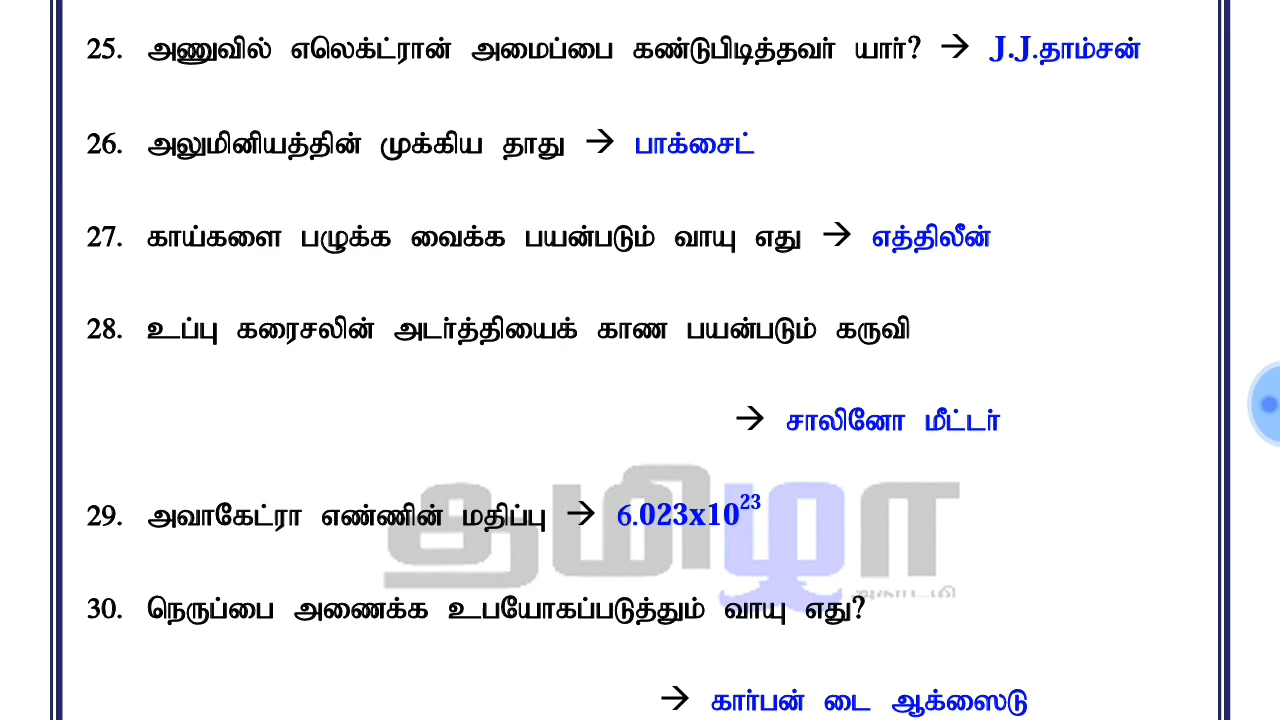 25. அணுவில் எலெக்ட்ரான் அமைப்பை கண்டுபிடித்தவர் யார்? → J.J.தாம்சன்
26. அலுமினியத்தின் முக்கிய தாது → பாக்சைட்
27. காய்களை பழுக்க வைக்க பயன்படும் வாயு எது → எத்திலீன்
28. உப்பு கரைசலின் அடர்த்தியைக் காண பயன்படும் கருவி
→ சாலினோ மீட்டர்
தமிழா
29. அவாகேட்ரா எண்ணின் மதிப்பு → 6.023x10²³
30. நெருப்பை அணைக்க உபயோகப்படுத்தும் வாயு எது?
→ கார்பன் டை ஆக்ஸைடு